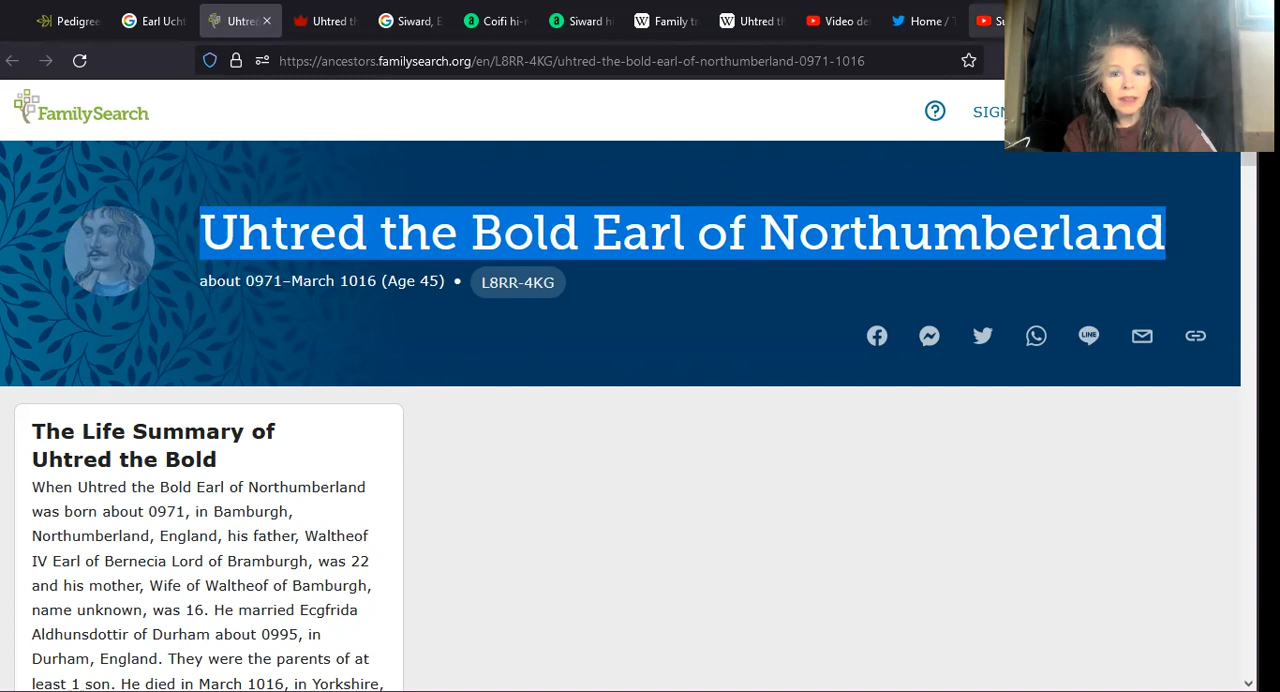 Pedigree
Earl Ucht
Uhtred
Uhtred th
Siward, E
Coifi hi-
Siward hi
Family t
Uhtred t
Video de
Home /
Su
https://ancestors.familysearch.org/en/L8RR-4KG/uhtred-the-bold-earl-of-northumberland-0971-1016
FamilySearch
SIGN
Uhtred the Bold Earl of Northumberland
about 0971–March 1016 (Age 45) • L8RR-4KG
LINE
The Life Summary of
Uhtred the Bold
When Uhtred the Bold Earl of Northumberland
was born about 0971, in Bamburgh,
Northumberland, England, his father, Waltheof
IV Earl of Bernecia Lord of Bramburgh, was 22
and his mother, Wife of Waltheof of Bamburgh,
name unknown, was 16. He married Ecgfrida
Aldhunsdottir of Durham about 0995, in
Durham, England. They were the parents of at
least 1 son. He died in March 1016, in Yorkshire,